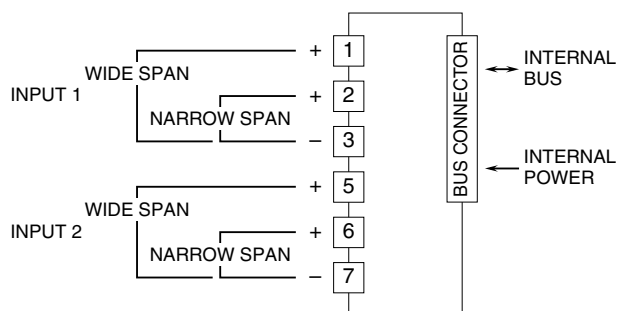 + 1
WIDE SPAN
INPUT 1
+ 2
NARROW SPAN
− 3
+ 5
WIDE SPAN
INPUT 2
+ 6
NARROW SPAN
− 7
BUS CONNECTOR
INTERNAL
BUS
INTERNAL
POWER